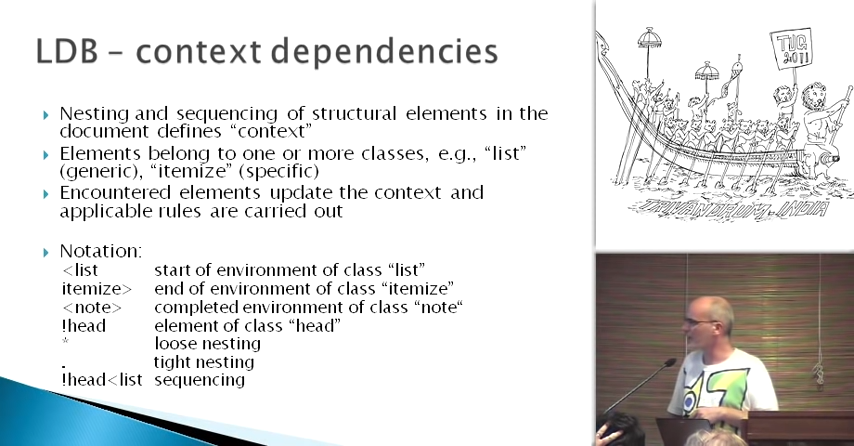 LDB – context dependencies
Nesting and sequencing of structural elements in the
document defines “context”
Elements belong to one or more classes, e.g., “list”
(generic), “itemize” (specific)
Encountered elements update the context and
applicable rules are carried out
Notation:
<list start of environment of class “list”
itemize> end of environment of class “itemize”
<note> completed environment of class “note“
!head element of class “head”
* loose nesting
. tight nesting
!head<list sequencing
TUG
2011
TRIVANDRUM–INDIA